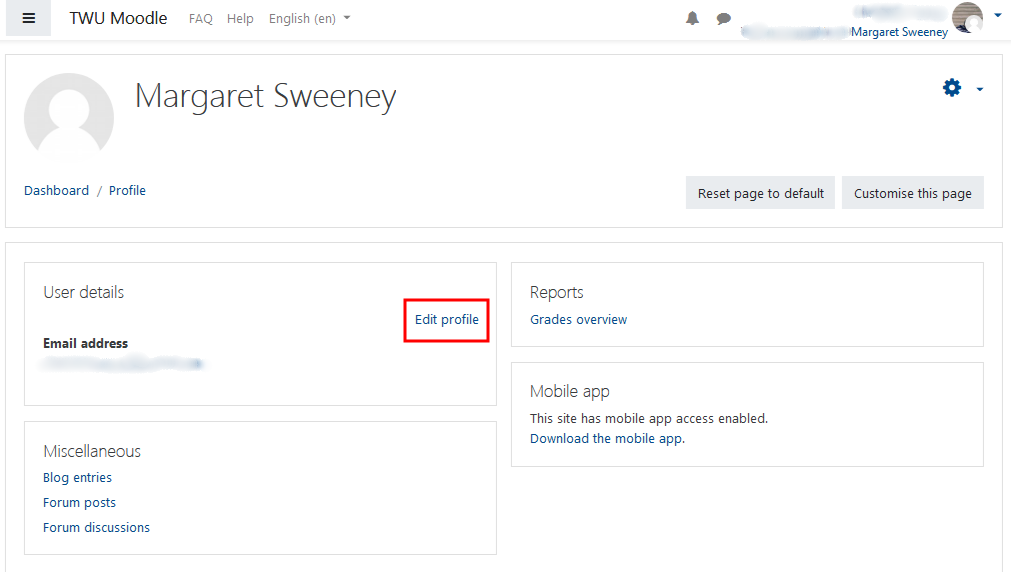 TWU Moodle FAQ Help English (en)
Margaret Sweeney
Margaret Sweeney
Dashboard / Profile
Reset page to default Customise this page
User details
Edit profile
Email address
Miscellaneous
Blog entries
Forum posts
Forum discussions
Reports
Grades overview
Mobile app
This site has mobile app access enabled.
Download the mobile app.